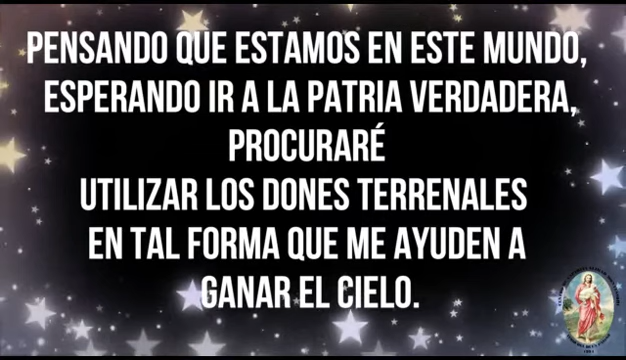 PENSANDO QUE ESTAMOS EN ESTE MUNDO,
ESPERANDO IR A LA PATRIA VERDADERA,
PROCURARÉ
UTILIZAR LOS DONES TERRENALES
EN TAL FORMA QUE ME AYUDEN A
GANAR EL CIELO.